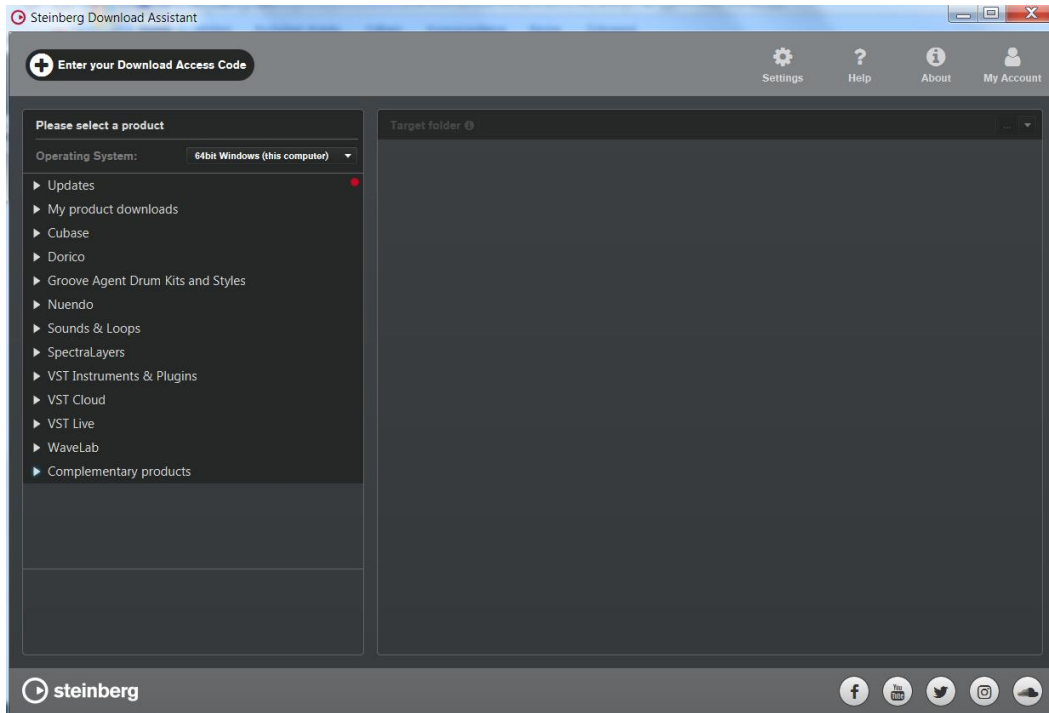 Steinberg Download Assistant
Enter your Download Access Code
Settings
Help
About
My Account
Please select a product
Target folder
...
Operating System:
64bit Windows (this computer)
Updates
My product downloads
Cubase
Dorico
Groove Agent Drum Kits and Styles
Nuendo
Sounds & Loops
SpectraLayers
VST Instruments & Plugins
VST Cloud
VST Live
WaveLab
Complementary products
steinberg
You
Tube